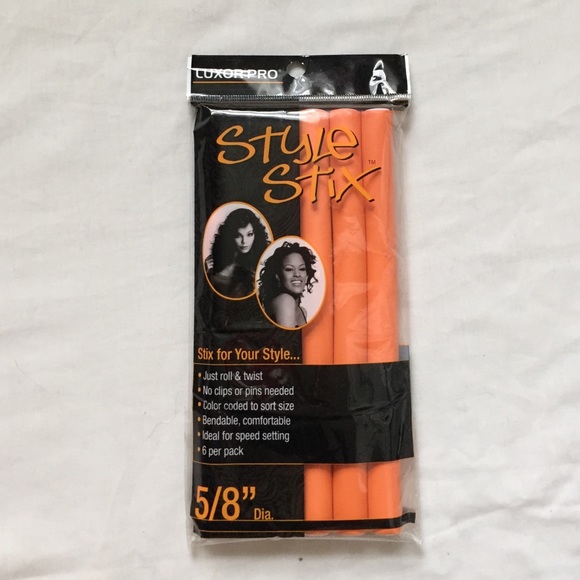 LUXOR PRO
STYLE
STIX™
Stix for Your Style...
• Just roll & twist
• No clips or pins needed
• Color coded to sort size
• Bendable, comfortable
• Ideal for speed setting
• 6 per pack
5/8" Dia.